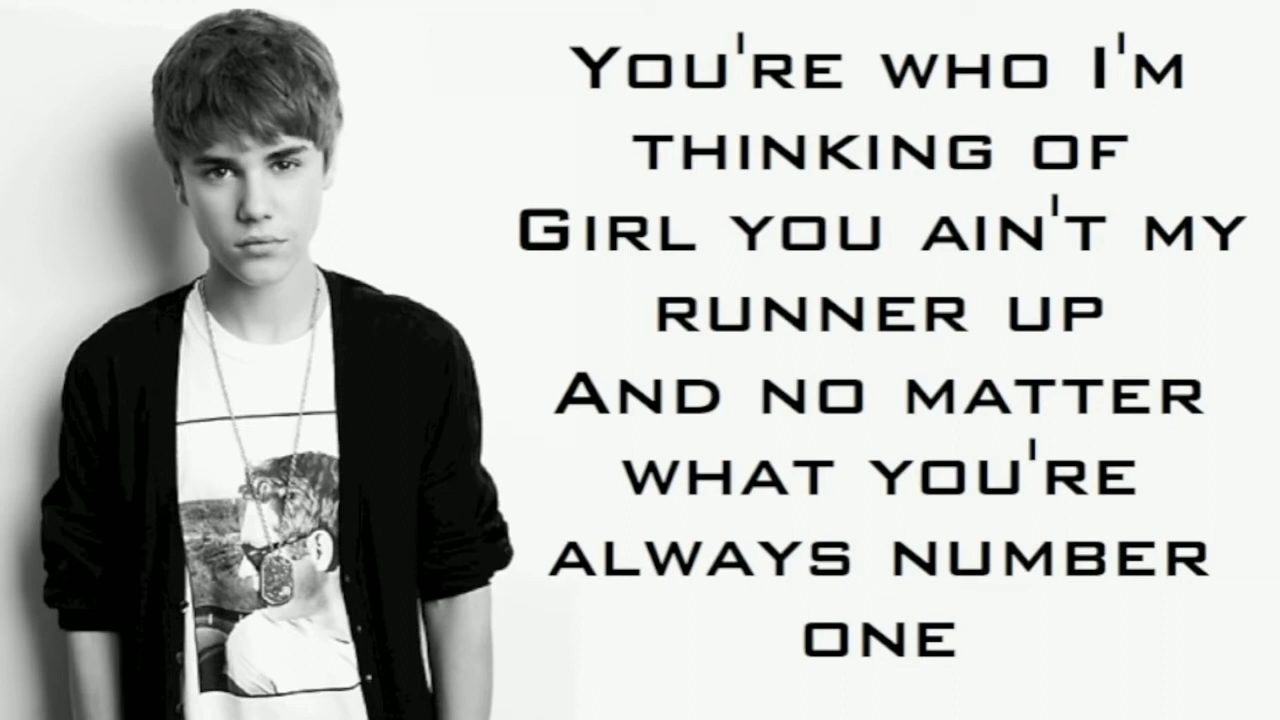 You're who I'm
thinking of
Girl you ain't my
runner up
And no matter
what you're
always number
one